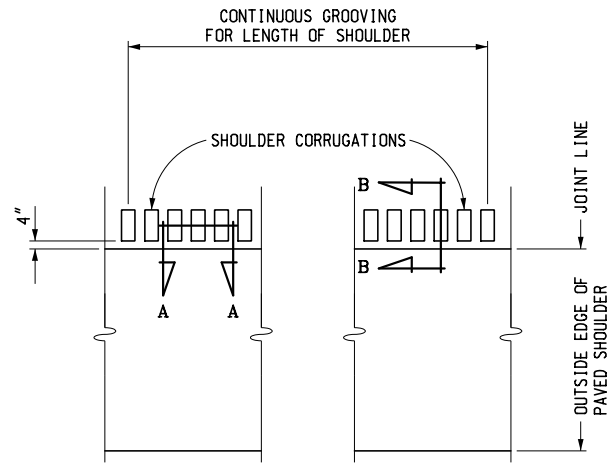 CONTINUOUS GROOVING
FOR LENGTH OF SHOULDER
SHOULDER CORRUGATIONS
B
B
4"
A
A
JOINT LINE
OUTSIDE EDGE OF
PAVED SHOULDER